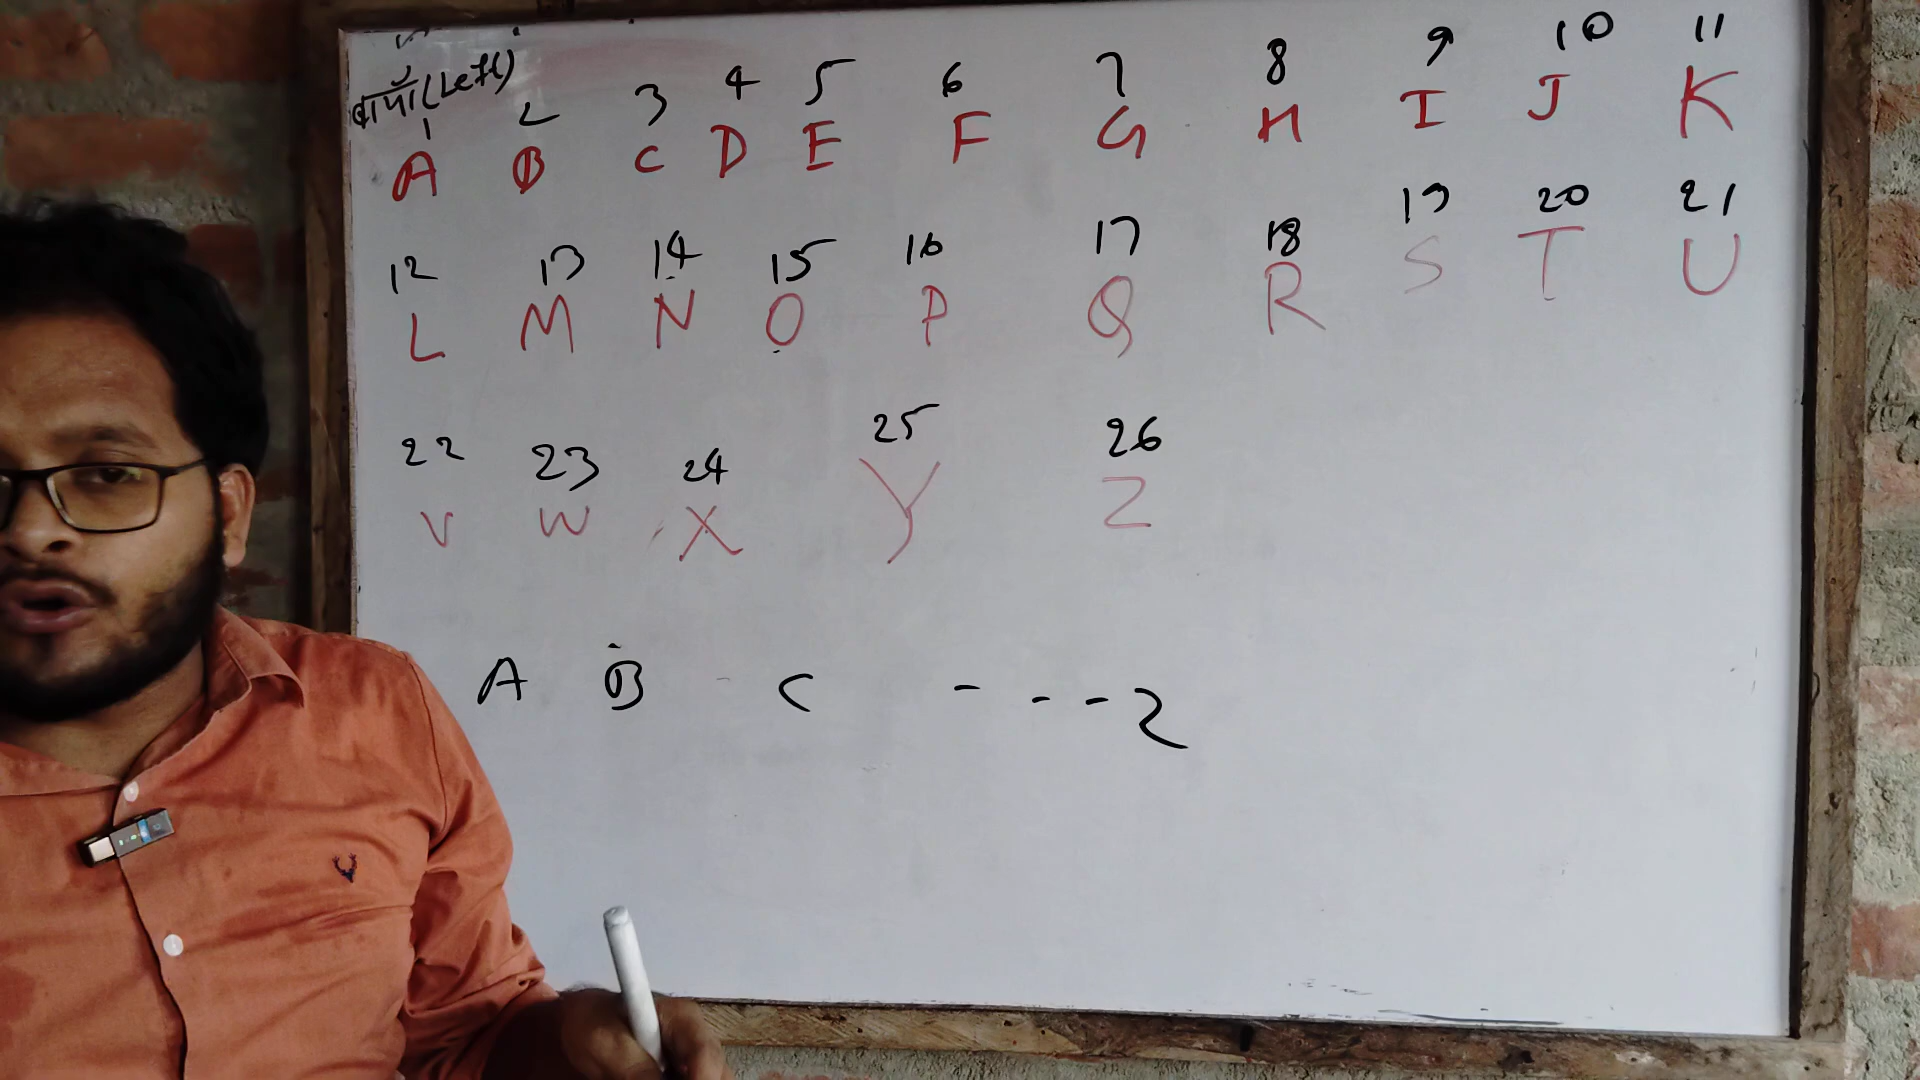 बायां (Left)
1 2 3 4 5 6 7 8 9 10 11
A B C D E F G H I J K
12 13 14 15 16 17 18 19 20 21
L M N O P Q R S T U
22 23 24 25 26
V W X Y Z
A B C - - - Z